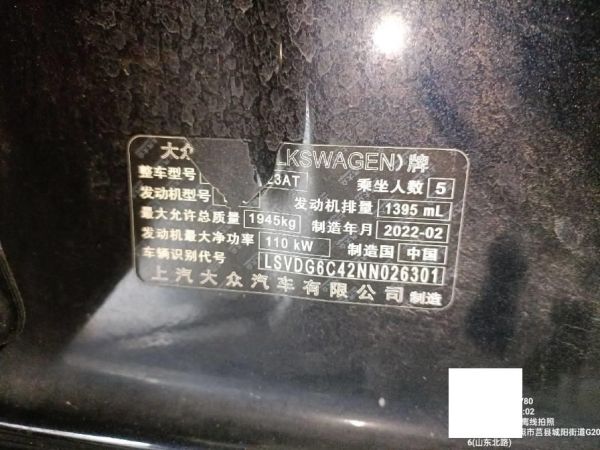 大众 LKSWAGEN)牌
整车型号 23AT 乘坐人数 5
发动机型号 发动机排量 1395 mL
最大允许总质量 1945kg 制造年月 2022-02
发动机最大净功率 110 kW 制造国 中国
车辆识别代号 LSVDG6C42NN026301
上汽大众汽车有限公司 制造
780
:02
离线拍照
市莒县城阳街道G20
6(山东北路)